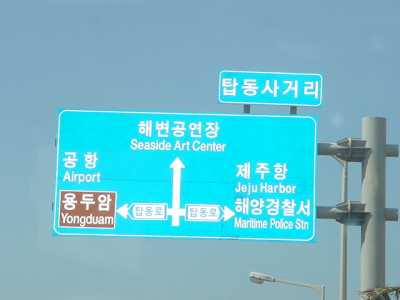 탑동사거리
해변공연장
Seaside Art Center
공항
Airport
용두암
Yongduam
탑동로
탑동로
제주항
Jeju Harbor
해양경찰서
Maritime Police Stn